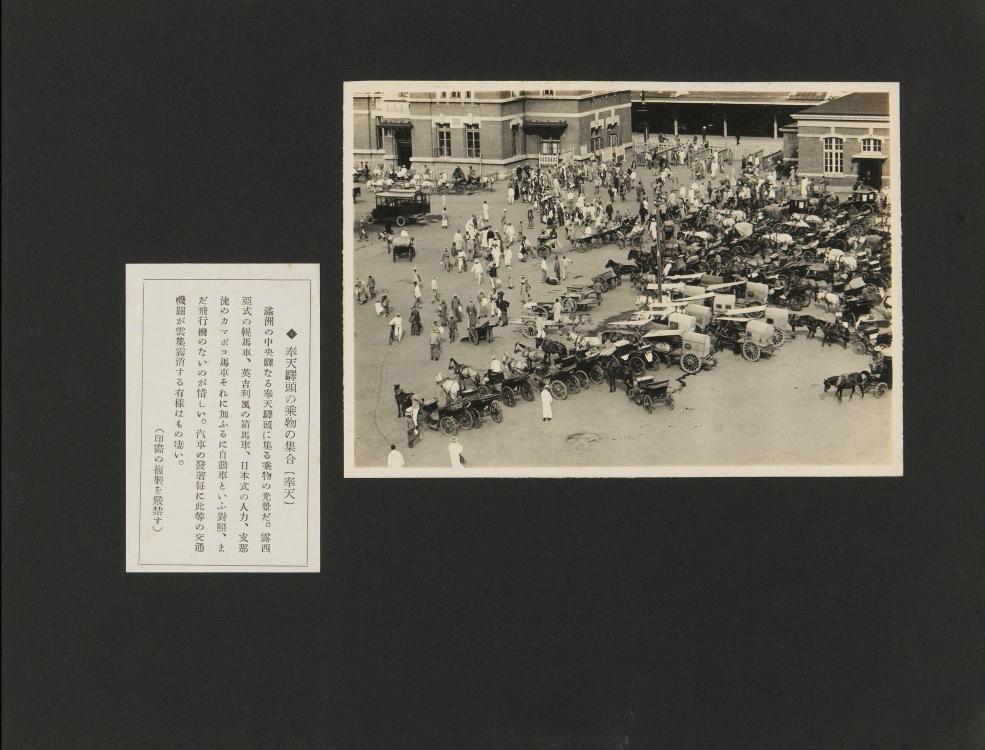 ◆ 奉天驛頭の乘物の集合（奉天）
滿洲の中央驛なる奉天驛頭に集る乘物の光景だ。露西
亞式の幌馬車、英吉利風の箱馬車、日本式の人力、支那
流のカマボコ馬車それに加ふるに自動車といふ對照、ま
だ飛行機のないのが惜しい。汽車の發著每に此等の交通
機關が雲集霧消する有樣はもの凄い。
（印畫の複製を嚴禁す）